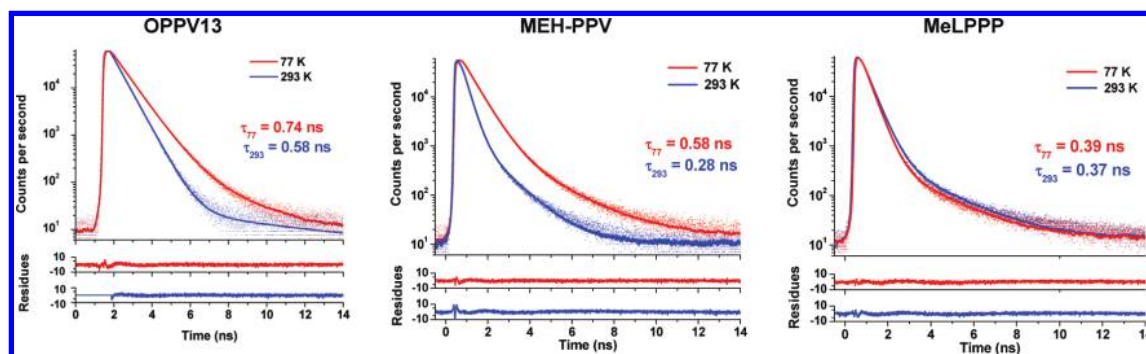 OPPV13
Counts per second
10⁴
10³
10²
10¹
77 K
293 K
τ77 = 0.74 ns
τ293 = 0.58 ns
Residues
10
-10
10
-10
0 2 4 6 8 10 12 14
Time (ns)
MEH-PPV
Counts per second
10⁴
10³
10²
10¹
77 K
293 K
τ77 = 0.58 ns
τ293 = 0.28 ns
Residues
10
-10
10
-10
0 2 4 6 8 10 12 14
Time (ns)
MeLPPP
Counts per second
10⁴
10³
10²
10¹
77 K
293 K
τ77 = 0.39 ns
τ293 = 0.37 ns
Residues
10
-10
10
-10
0 2 4 6 8 10 12 14
Time (ns)